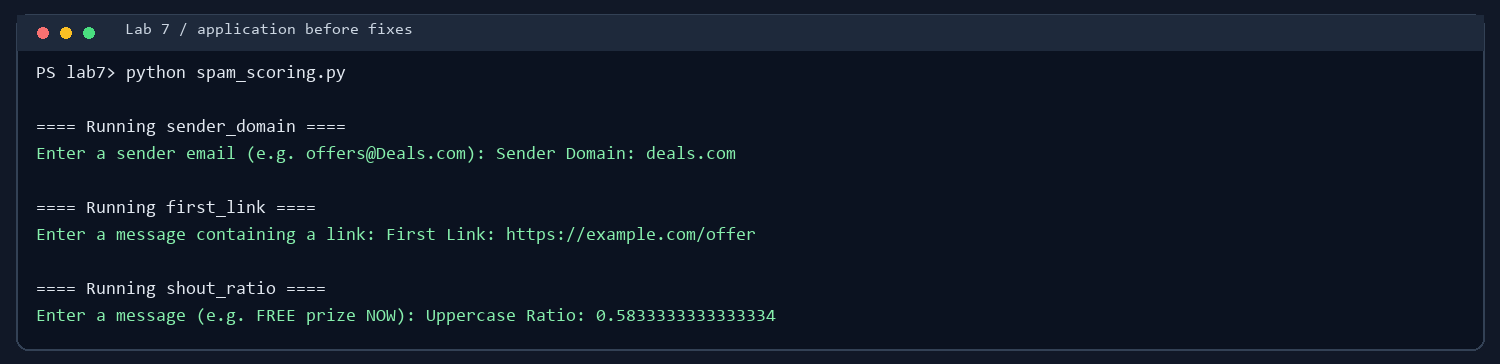 Lab 7 / application before fixes
PS lab7> python spam_scoring.py
==== Running sender_domain ====
Enter a sender email (e.g. offers@Deals.com): Sender Domain: deals.com
==== Running first_link ====
Enter a message containing a link: First Link: https://example.com/offer
==== Running shout_ratio ====
Enter a message (e.g. FREE prize NOW): Uppercase Ratio: 0.5833333333333334